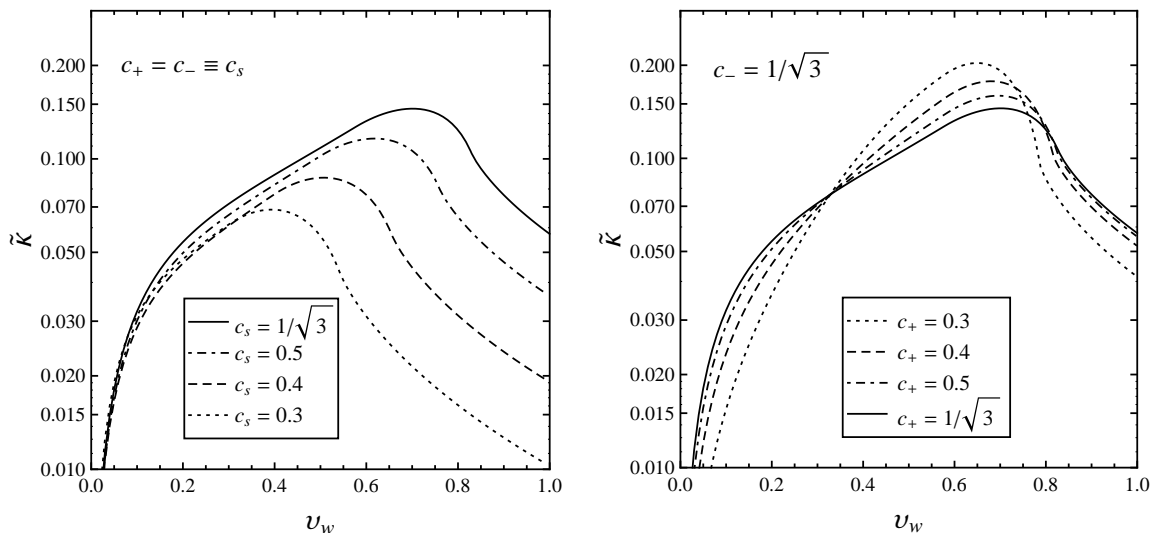 c₊ = c₋ ≡ cₛ
0.200
0.150
0.100
0.070
0.050
0.030
0.020
0.015
0.010
κ̃
cₛ = 1/√3
cₛ = 0.5
cₛ = 0.4
cₛ = 0.3
0.0 0.2 0.4 0.6 0.8 1.0
υ_w
c₋ = 1/√3
0.200
0.150
0.100
0.070
0.050
0.030
0.020
0.015
0.010
κ̃
c₊ = 0.3
c₊ = 0.4
c₊ = 0.5
c₊ = 1/√3
0.0 0.2 0.4 0.6 0.8 1.0
υ_w